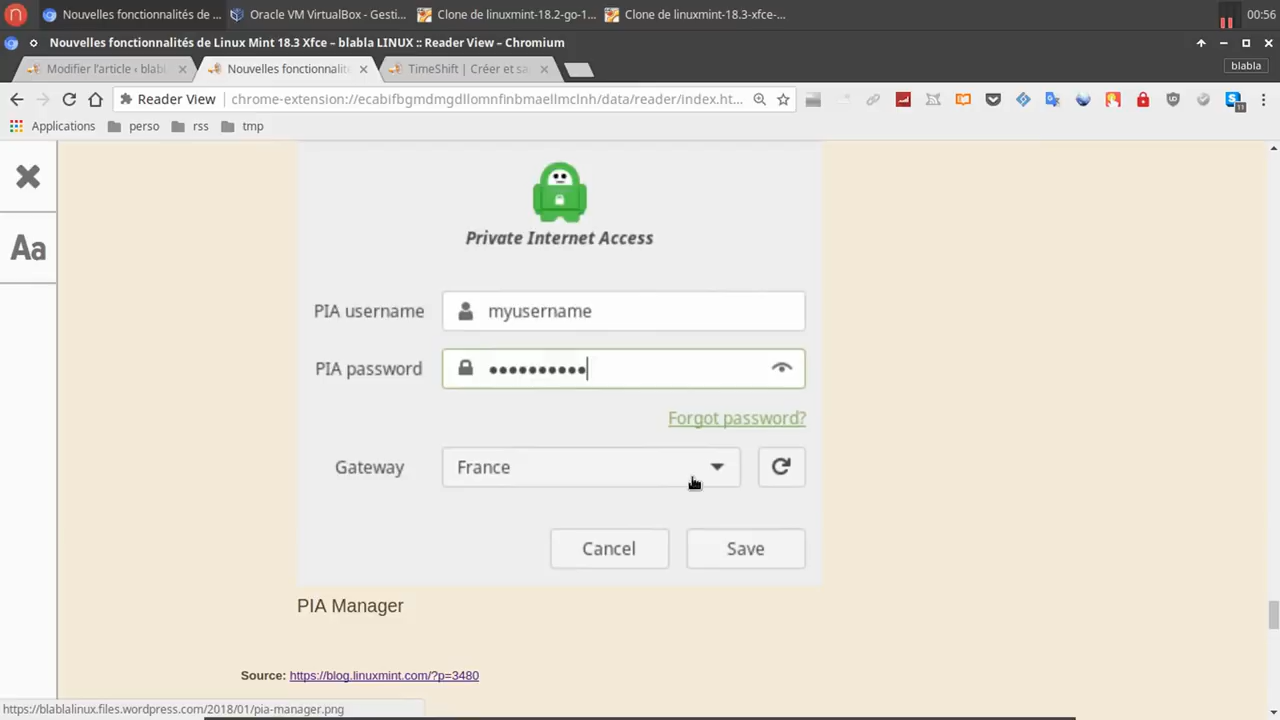 Nouvelles fonctionnalités de ...
Oracle VM VirtualBox - Gesti...
Clone de linuxmint-18.2-go-1...
Clone de linuxmint-18.3-xfce-...
00:56
Nouvelles fonctionnalités de Linux Mint 18.3 Xfce – blabla LINUX :: Reader View – Chromium
Modifier l'article ‹ blabl
Nouvelles fonctionnalit
TimeShift | Créer et sa
blabla
Reader View
chrome-extension://ecabifbgmdmgdllomnfinbmaellmclnh/data/reader/index.ht...
11
Applications
perso
rss
tmp
Aa
Private Internet Access
PIA username
myusername
PIA password
••••••••••
Forgot password?
Gateway
France
Cancel
Save
PIA Manager
Source: https://blog.linuxmint.com/?p=3480
https://blablalinux.files.wordpress.com/2018/01/pia-manager.png